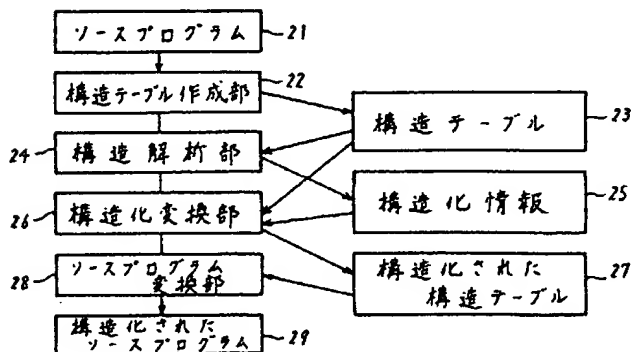 ソースプログラム
21
構造テーブル作成部
22
構造テーブル
23
24
構造解析部
構造化情報
25
26
構造化変換部
構造化された
構造テーブル
27
28
ソースプログラム
変換部
構造化された
ソースプログラム
29